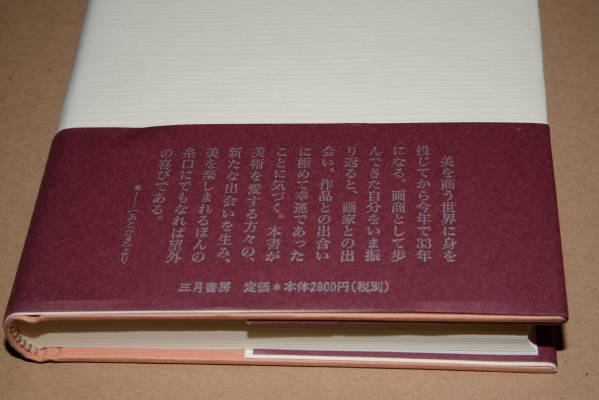 美を商う世界に身を
投じてから今年で33年
になる。画商として歩
んできた自分をいま振
り返ると、画家との出
会い、作品との出合い
に極めて幸運であった
ことに気づく。本書が
美術を愛する方々の、
新たな出会いを生み、
美を楽しまれるほんの
糸口にでもなれば望外
の喜びである。
―〈あとがき〉より
三月書房 定価*本体2800円(税別)